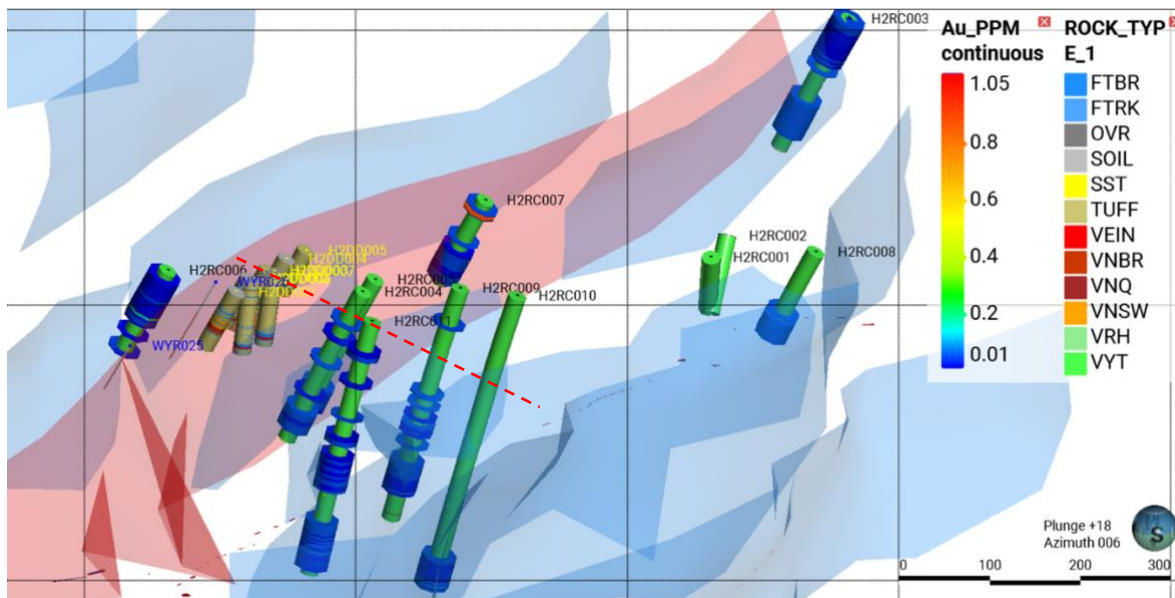 H2RC003
Au_PPM
continuous
1.05
0.8
0.6
0.4
0.2
0.01
ROCK_TYP
E_1
FTBR
FTRK
OVR
SOIL
SST
TUFF
VEIN
VNBR
VNQ
VNSW
VRH
VYT
H2RC007
H2DD005
H2DD004
H2RC002
H2RC001
H2RC008
H2RC006
H2RC004
H2RC009
H2RC010
H2RC011
WYR025
Plunge +18
Azimuth 006
S
0 100 200 300